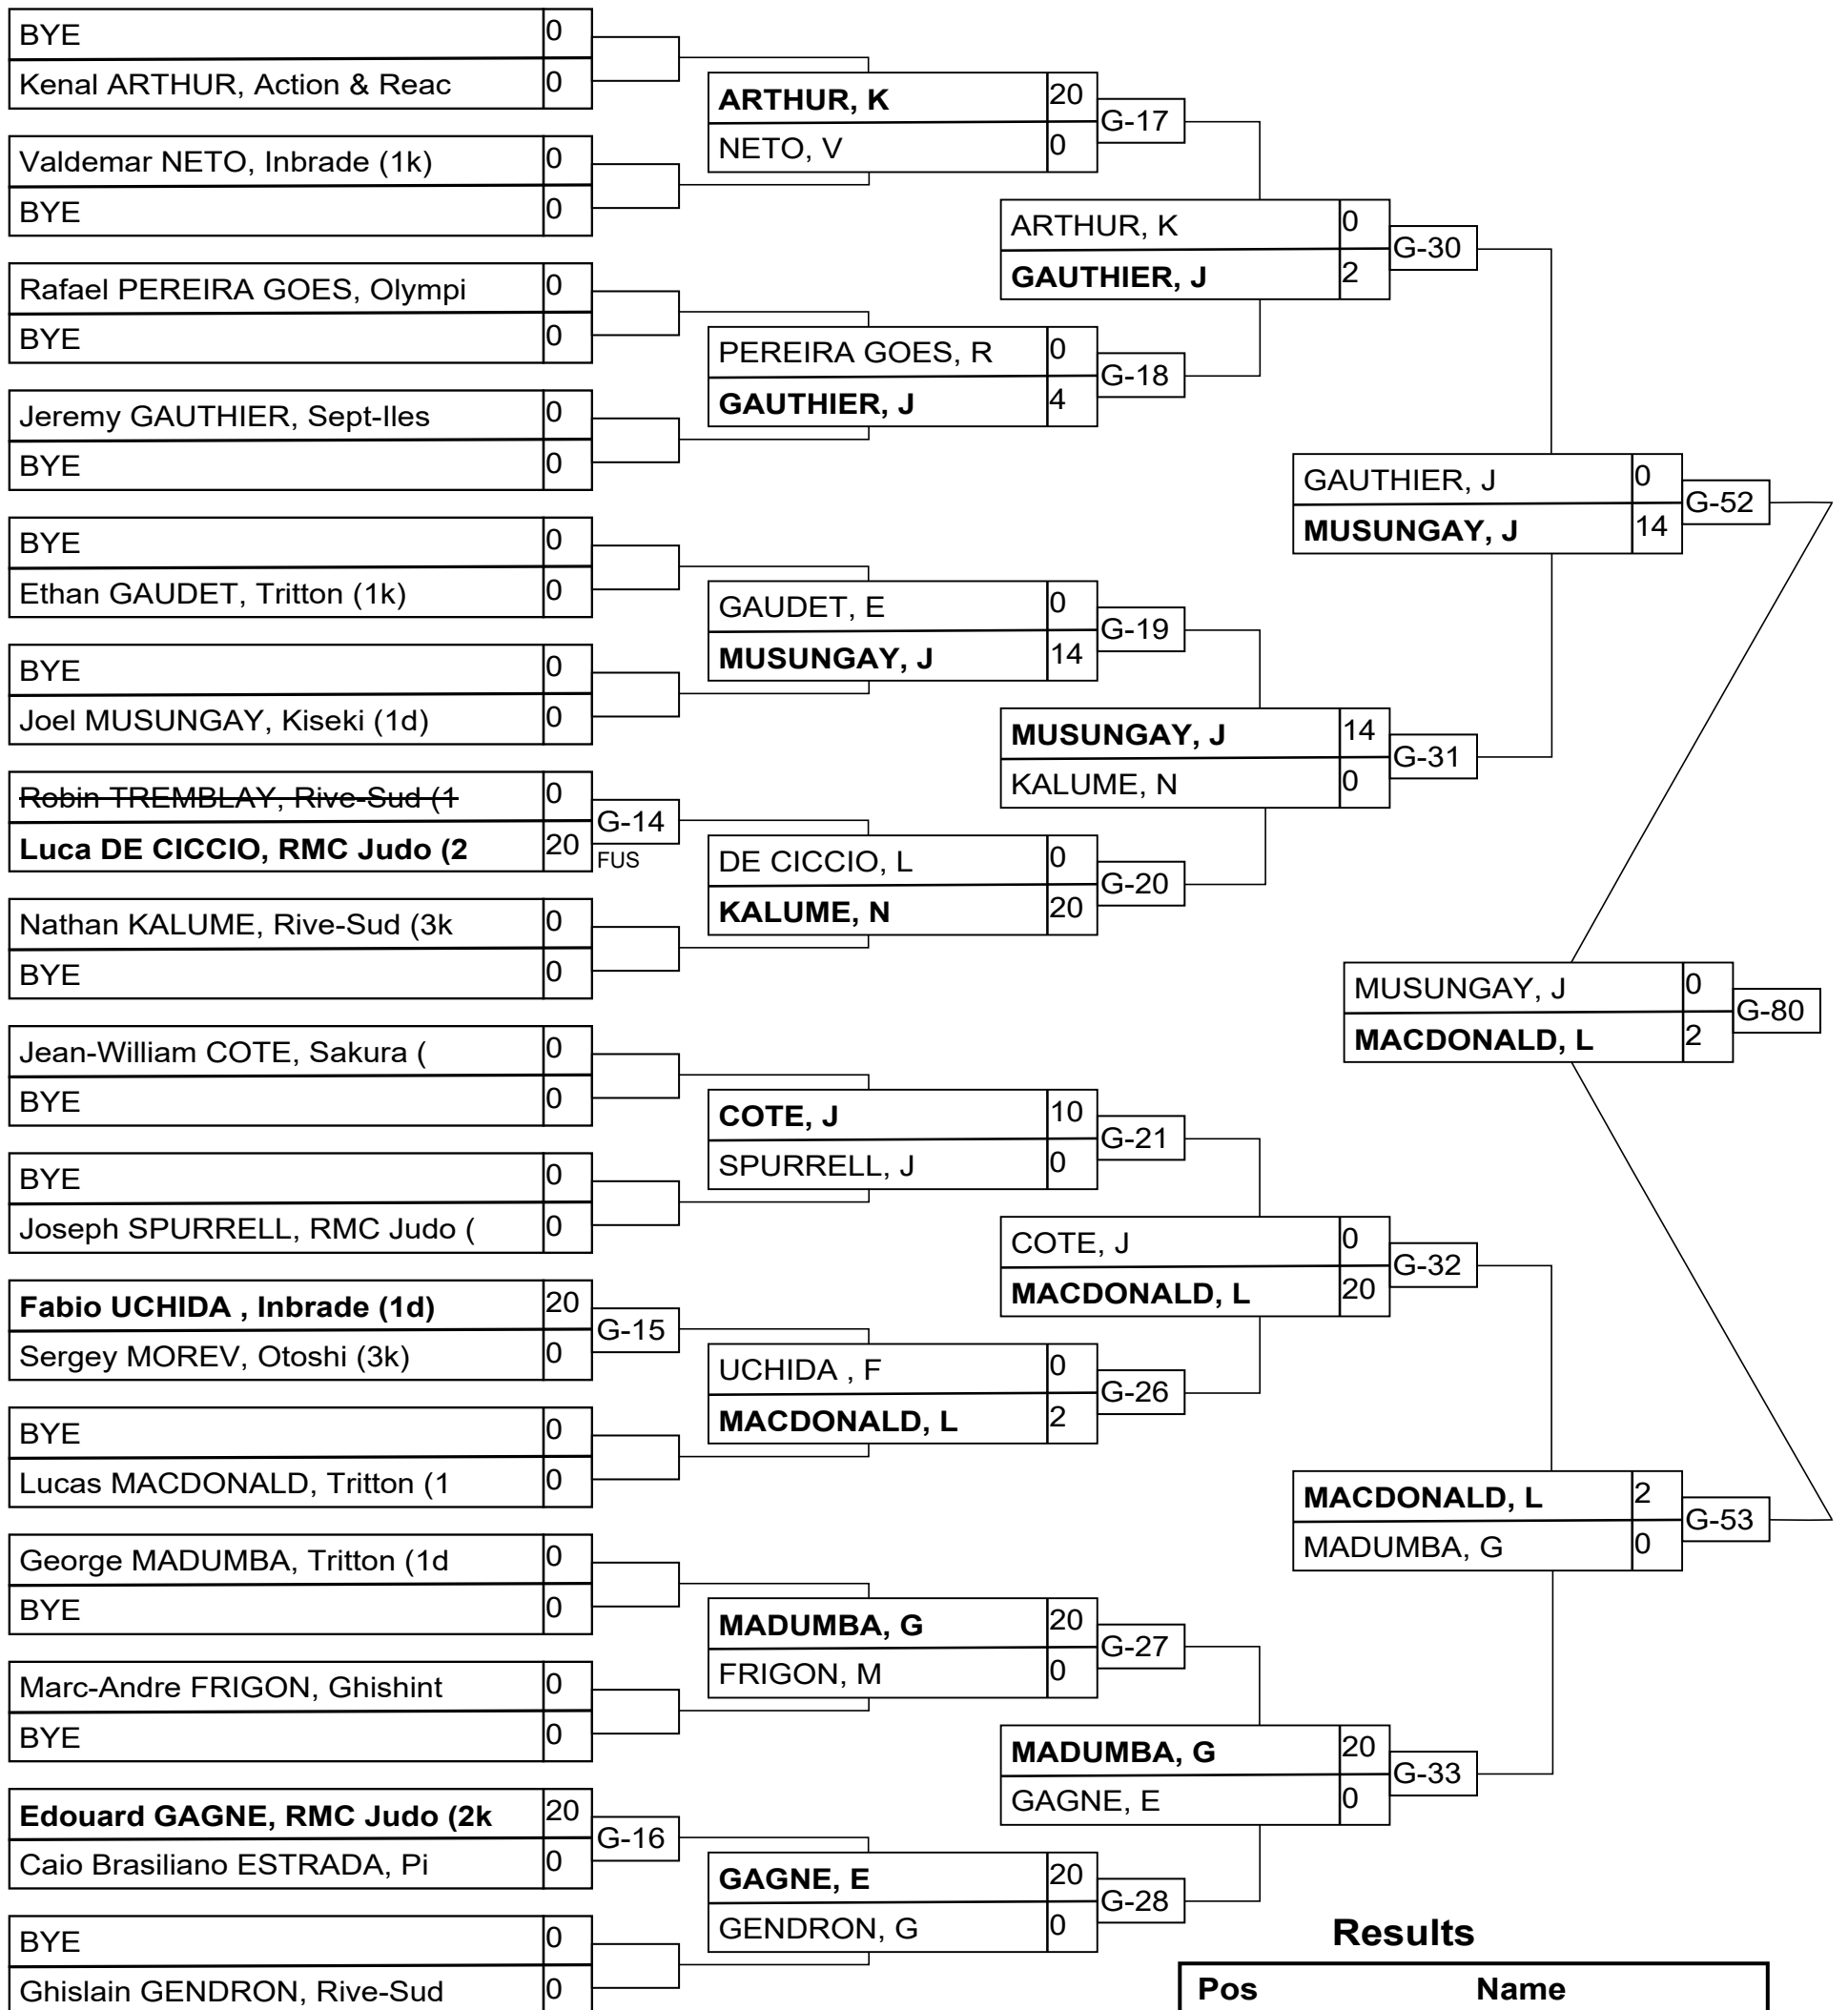 BYE 0
Kenal ARTHUR, Action & Reac 0
Valdemar NETO, Inbrade (1k) 0
BYE 0
Rafael PEREIRA GOES, Olympi 0
BYE 0
Jeremy GAUTHIER, Sept-Iles 0
BYE 0
BYE 0
Ethan GAUDET, Tritton (1k) 0
BYE 0
Joel MUSUNGAY, Kiseki (1d) 0
Robin TREMBLAY, Rive-Sud (1 0
G-14
Luca DE CICCIO, RMC Judo (2 20
FUS
Nathan KALUME, Rive-Sud (3k 0
BYE 0
Jean-William COTE, Sakura ( 0
BYE 0
BYE 0
Joseph SPURRELL, RMC Judo ( 0
Fabio UCHIDA , Inbrade (1d) 20
G-15
Sergey MOREV, Otoshi (3k) 0
BYE 0
Lucas MACDONALD, Tritton (1 0
George MADUMBA, Tritton (1d 0
BYE 0
Marc-Andre FRIGON, Ghishint 0
BYE 0
Edouard GAGNE, RMC Judo (2k 20
G-16
Caio Brasiliano ESTRADA, Pi 0
BYE 0
Ghislain GENDRON, Rive-Sud 0
ARTHUR, K 20
G-17
NETO, V 0
PEREIRA GOES, R 0
G-18
GAUTHIER, J 4
GAUDET, E 0
G-19
MUSUNGAY, J 14
DE CICCIO, L 0
G-20
KALUME, N 20
COTE, J 10
G-21
SPURRELL, J 0
UCHIDA , F 0
G-26
MACDONALD, L 2
MADUMBA, G 20
G-27
FRIGON, M 0
GAGNE, E 20
G-28
GENDRON, G 0
ARTHUR, K 0
G-30
GAUTHIER, J 2
MUSUNGAY, J 14
G-31
KALUME, N 0
COTE, J 0
G-32
MACDONALD, L 20
MADUMBA, G 20
G-33
GAGNE, E 0
GAUTHIER, J 0
G-52
MUSUNGAY, J 14
MACDONALD, L 2
G-53
MADUMBA, G 0
MUSUNGAY, J 0
G-80
MACDONALD, L 2
Results
Pos Name